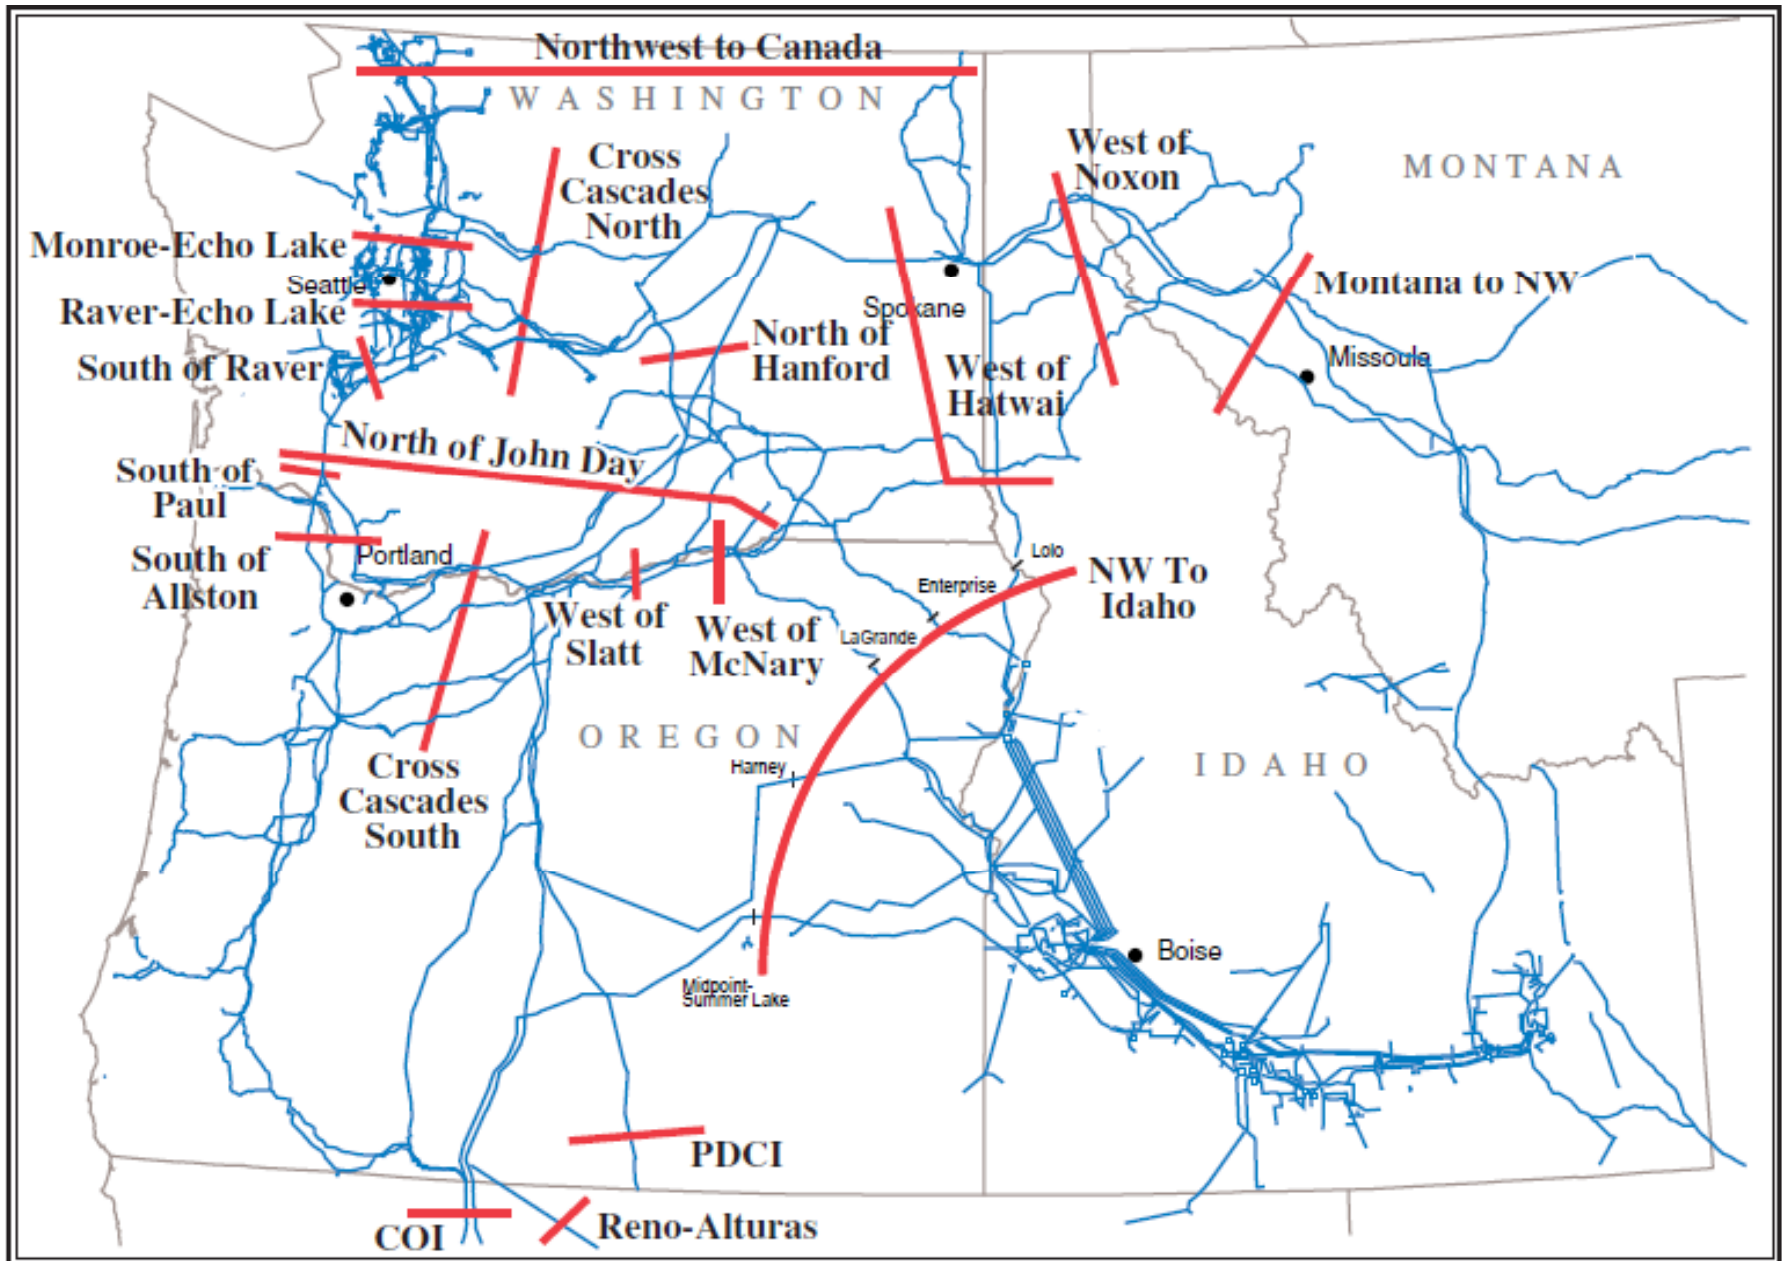 Northwest to Canada
WASHINGTON
Cross
Cascades
North
West of
Noxon
MONTANA
Monroe-Echo Lake
Seattle
Raver-Echo Lake
South of Raver
Spokane
North of
Hanford
West of
Hatwai
Montana to NW
Missoula
North of John Day
South of
Paul
South of
Allston
Portland
West of
Slatt
West of
McNary
Lolo
Enterprise
LaGrande
NW To
Idaho
OREGON
Harney
IDAHO
Cross
Cascades
South
Boise
Midpoint-
Summer Lake
PDCI
COI
Reno-Alturas